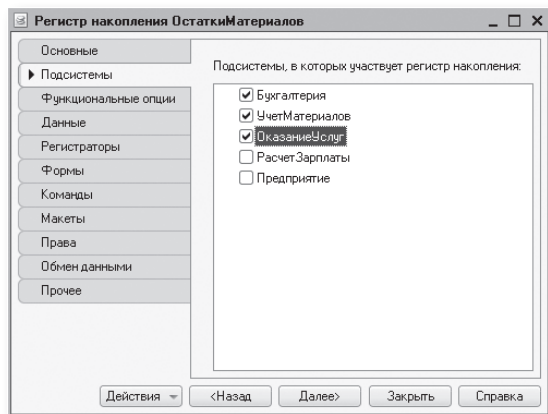 Регистр накопления ОстаткиМатериалов
Основные
Подсистемы
Функциональные опции
Данные
Регистраторы
Формы
Команды
Макеты
Права
Обмен данными
Прочее
Подсистемы, в которых участвует регистр накопления:
Бухгалтерия
УчетМатериалов
ОказаниеУслуг
РасчетЗарплаты
Предприятие
Действия
<Назад
Далее>
Закрыть
Справка